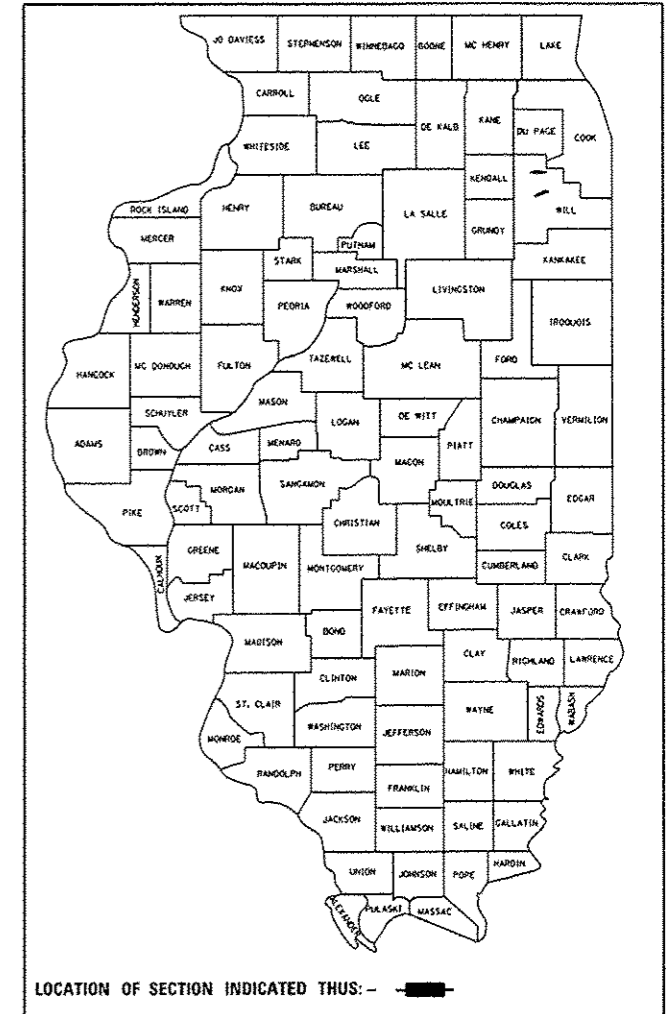 JO DAVIESS STEPHENSON WINNEBAGO BOONE MC HENRY LAKE
CARROLL OGLE DE KALB KANE DU PAGE COOK
WHITESIDE LEE KENDALL WILL
ROCK ISLAND HENRY BUREAU LA SALLE GRUNDY
MERCER PUTNAM KANKAKEE
HENDERSON WARREN KNOX STARK MARSHALL LIVINGSTON
PEORIA WOODFORD IROQUOIS
HANCOCK MC DONOUGH FULTON TAZEWELL MC LEAN FORD
MASON
SCHUYLER LOGAN DE WITT CHAMPAIGN VERMILION
ADAMS BROWN CASS MENARD PIATT
MACON
PIKE SCOTT MORGAN SANGAMON MOULTRIE DOUGLAS EDGAR
CHRISTIAN COLES
CALHOUN GREENE MACOUPIN MONTGOMERY SHELBY CUMBERLAND CLARK
JERSEY FAYETTE EFFINGHAM JASPER CRAWFORD
MADISON BOND CLAY RICHLAND LAWRENCE
CLINTON MARION
ST. CLAIR WAYNE EDWARDS WABASH
MONROE WASHINGTON JEFFERSON
RANDOLPH PERRY HAMILTON WHITE
FRANKLIN
JACKSON WILLIAMSON SALINE GALLATIN
UNION JOHNSON POPE HARDIN
ALEXANDER PULASKI MASSAC
LOCATION OF SECTION INDICATED THUS:-